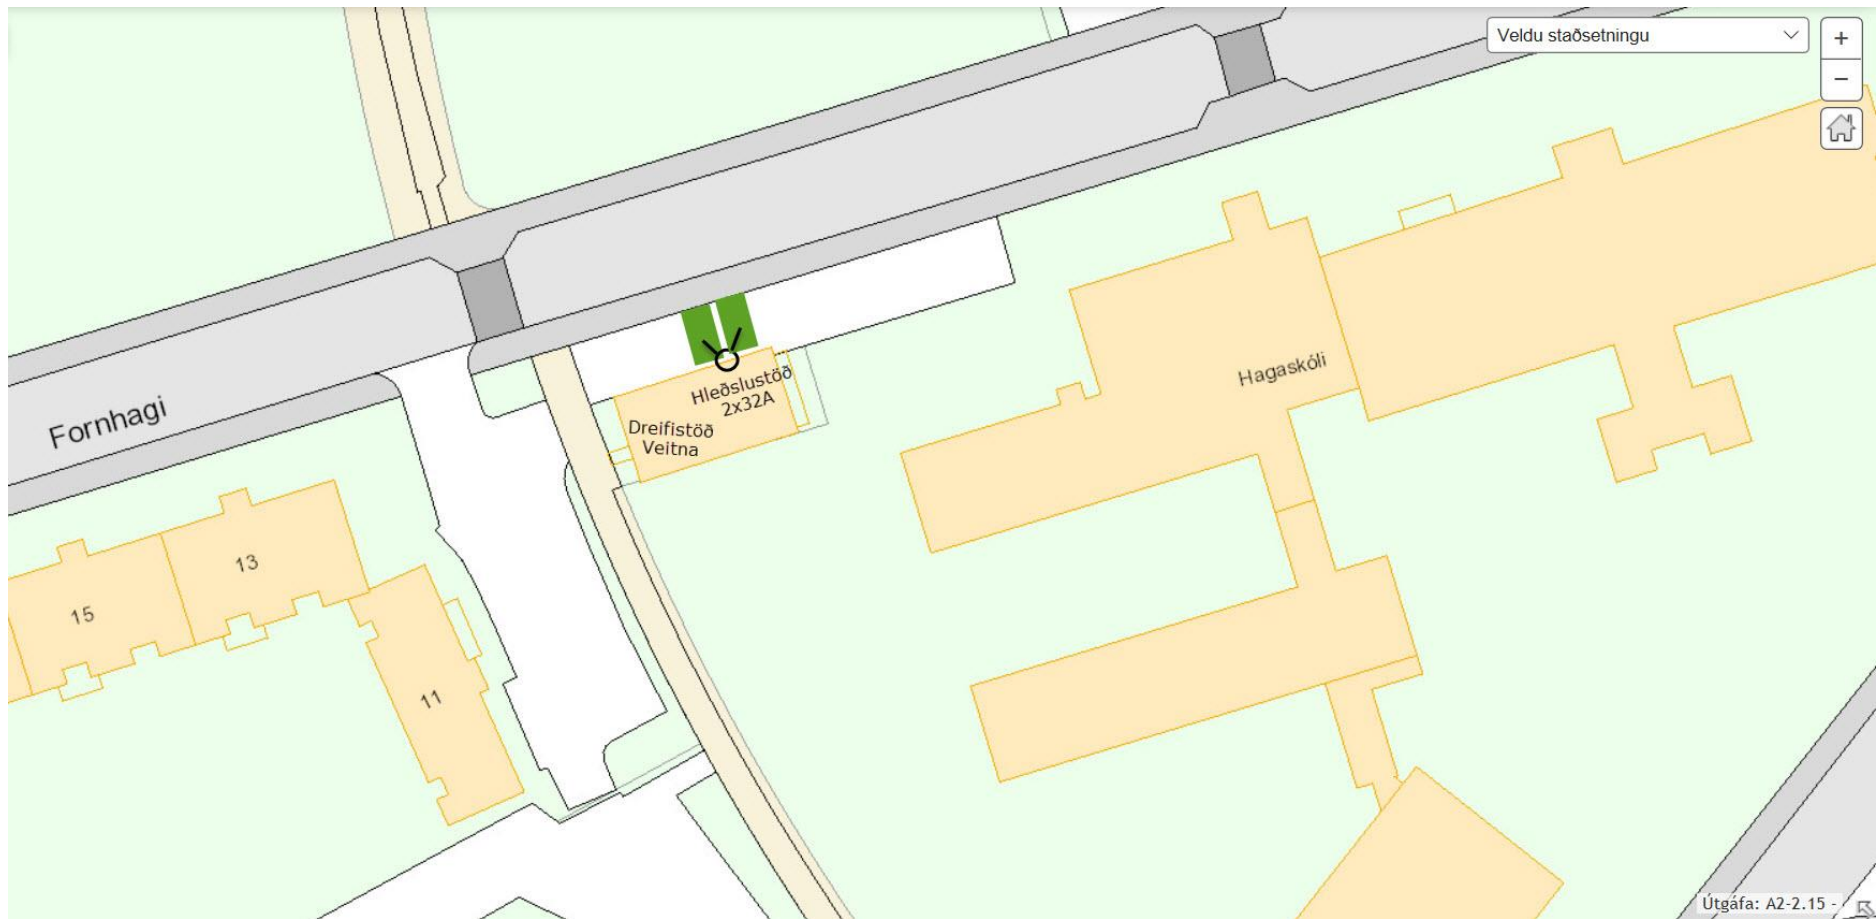 Veldu staðsetningu
+
−
Hagaskóli
Hleðslustöð
2x32A
Fornhagi
Dreifistöð
Veitna
13
15
11
Útgáfa: A2-2.15 -